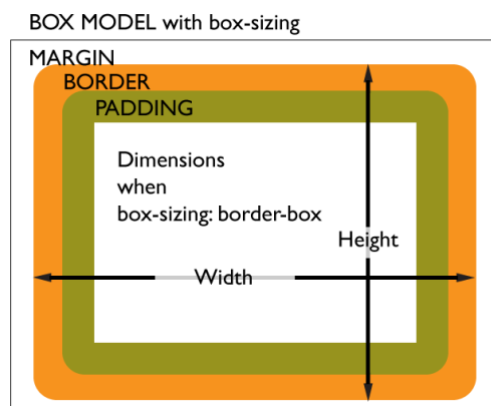 BOX MODEL with box-sizing
MARGIN
BORDER
PADDING
Dimensions
when
box-sizing: border-box
Height
Width